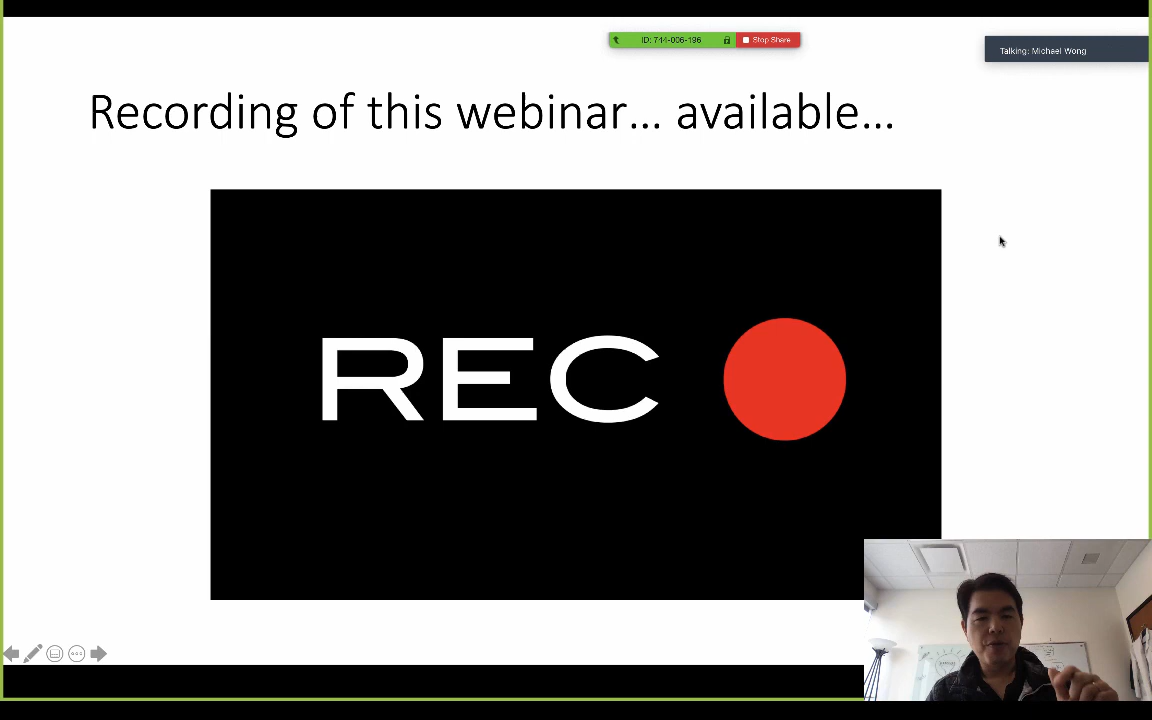 ID: 744-006-196
Stop Share
Talking: Michael Wong
Recording of this webinar… available…
REC